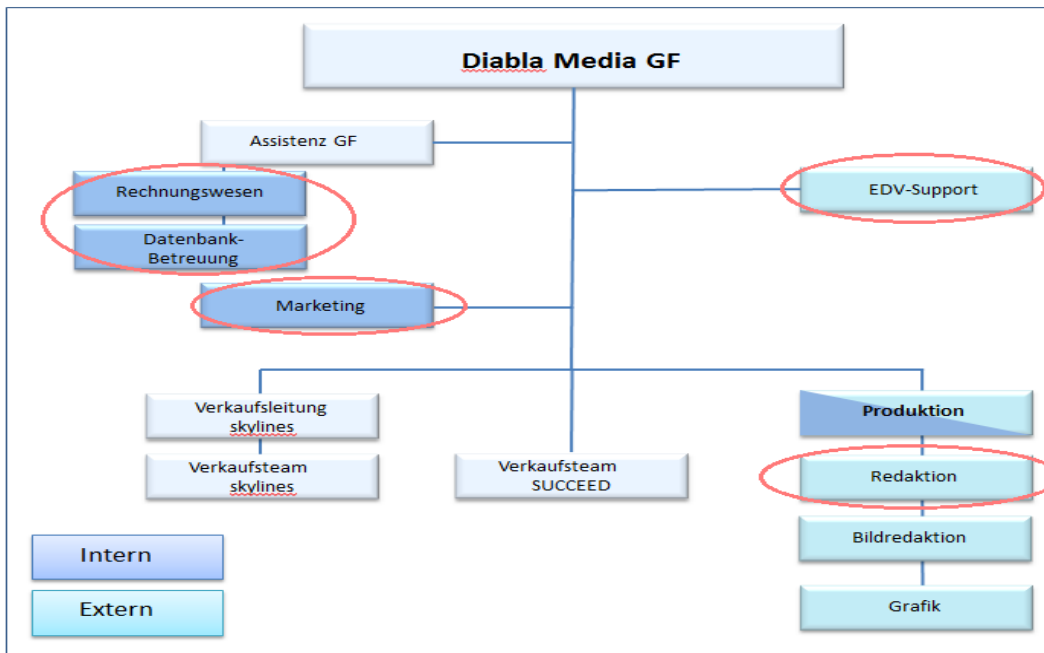 Diabla Media GF
Assistenz GF
Rechnungswesen
EDV-Support
Datenbank-
Betreuung
Marketing
Verkaufsleitung
skylines
Produktion
Verkaufsteam
skylines
Verkaufsteam
SUCCEED
Redaktion
Bildredaktion
Intern
Extern
Grafik